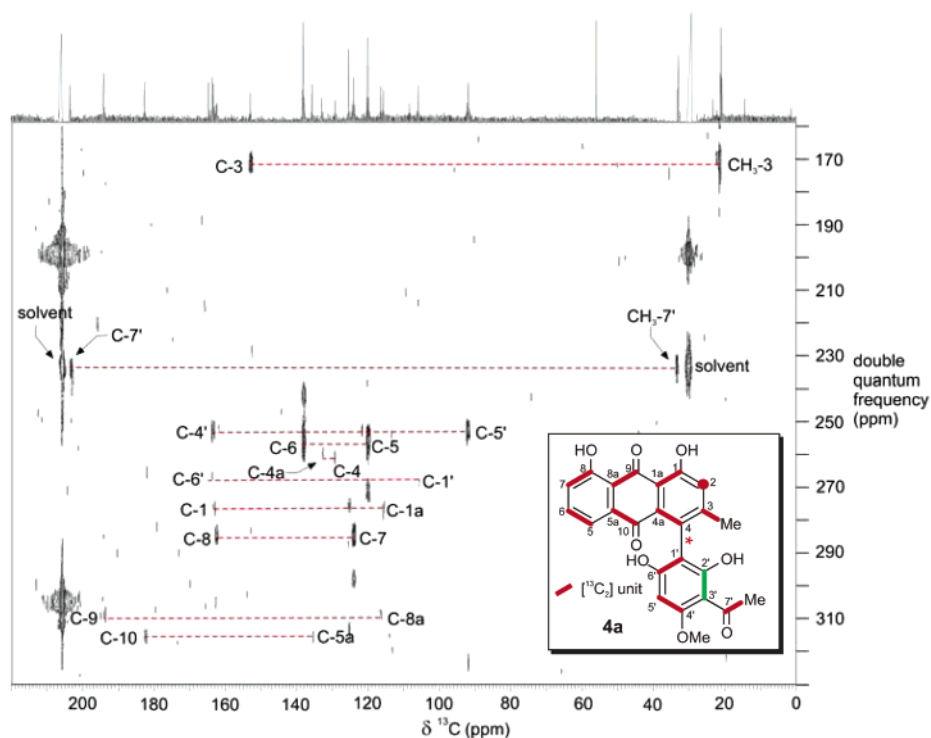 C-3
CH₃-3
170
190
210
solvent
C-7'
CH₃-7'
solvent
230
double
quantum
frequency
(ppm)
C-4'
C-5'
250
C-6
C-5
C-4a
C-4
C-6'
C-1'
270
C-1
C-1a
C-8
C-7
290
C-9
C-8a
310
C-10
C-5a
HO O OH
8 9 1
7 8a 1a 2
6 5a 4a 3
5 10 4 Me
O *
1'
HO 2' OH
6'
[¹³C₂] unit
3' 7' Me
5' 4'
4a OMe O
200 180 160 140 120 100 80 60 40 20 0
δ ¹³C (ppm)